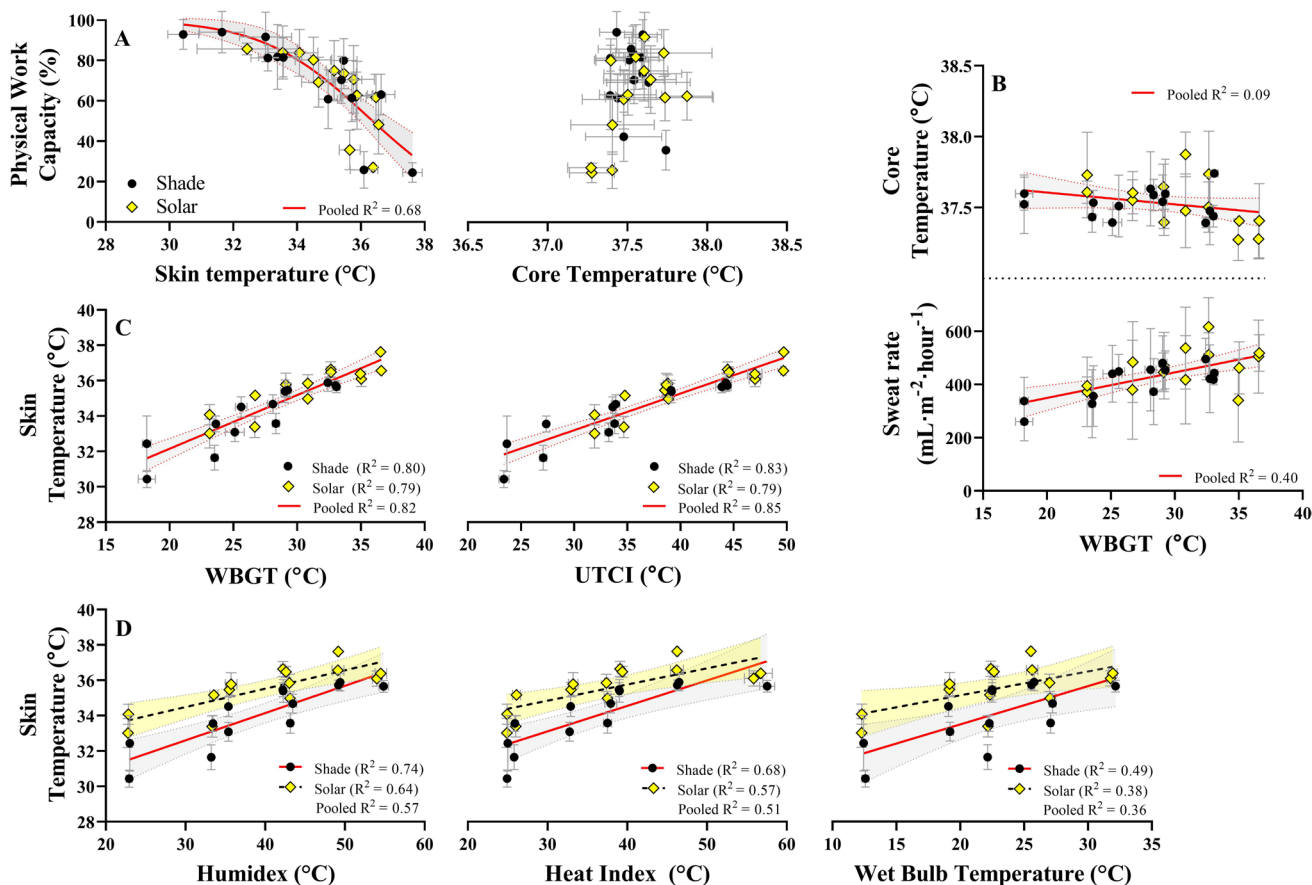 A
Physical Work
Capacity (%)
100
80
60
40
20
0
Shade
Solar
Pooled R² = 0.68
30
32
34
36
38
Skin temperature (°C)
36.5
37.0
37.5
38.0
38.5
Core Temperature (°C)
B
Core
Temperature (°C)
38.5
37.5
Pooled R² = 0.09
Sweat rate
(mL·m⁻²·hour⁻¹)
600
400
200
0
Pooled R² = 0.40
15
20
25
30
35
40
WBGT (°C)
C
Skin
Temperature (°C)
40
38
36
34
32
30
28
Shade (R² = 0.80)
Solar (R² = 0.79)
Pooled R² = 0.82
15
20
25
30
35
40
WBGT (°C)
Shade (R² = 0.83)
Solar (R² = 0.79)
Pooled R² = 0.85
20
30
40
50
UTCI (°C)
D
Skin
Temperature (°C)
40
38
36
34
32
30
28
Shade (R² = 0.74)
Solar (R² = 0.64)
Pooled R² = 0.57
20
30
40
50
60
Humidex (°C)
Shade (R² = 0.68)
Solar (R² = 0.57)
Pooled R² = 0.51
20
30
40
50
60
Heat Index (°C)
Shade (R² = 0.49)
Solar (R² = 0.38)
Pooled R² = 0.36
10
15
20
25
30
35
Wet Bulb Temperature (°C)